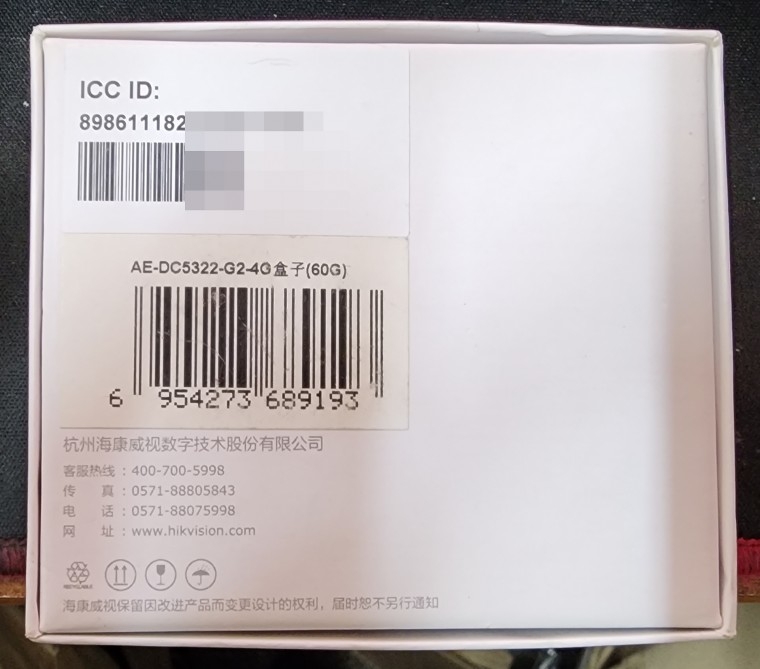 ICC ID:
898611182
AE-DC5322-G2-4G盒子(60G)
6 954273 689193
杭州海康威视数字技术股份有限公司
客服热线：400-700-5998
传 真：0571-88805843
电 话：0571-88075998
网 址：www.hikvision.com
RECYCLABLE
海康威视保留因改进产品而变更设计的权利，届时恕不另行通知